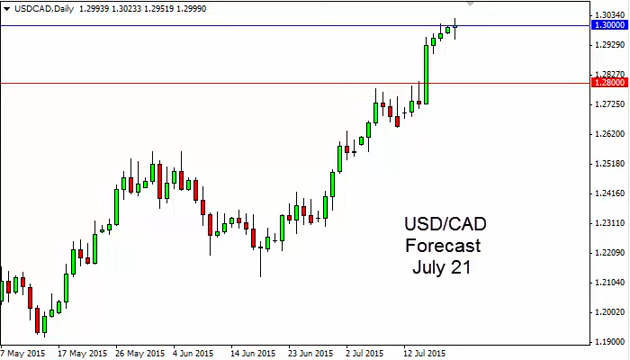 USDCAD,Daily 1.29939 1.30233 1.29519 1.29990
1.30340
1.30000
1.29290
1.28270
1.28000
1.27250
1.26200
1.25180
1.24160
1.23110
1.22090
1.21040
1.20020
1.19000
USD/CAD
Forecast
July 21
7 May 2015 17 May 2015 26 May 2015 4 Jun 2015 14 Jun 2015 23 Jun 2015 2 Jul 2015 12 Jul 2015